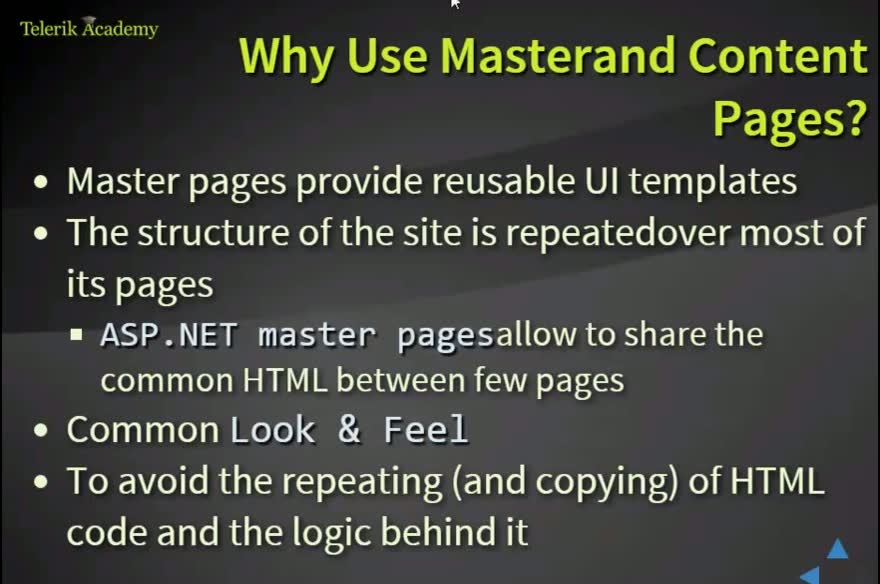 Telerik Academy
Why Use Masterand Content
Pages?
• Master pages provide reusable UI templates
• The structure of the site is repeatedover most of
its pages
▪ ASP.NET master pagesallow to share the
common HTML between few pages
• Common Look & Feel
• To avoid the repeating (and copying) of HTML
code and the logic behind it